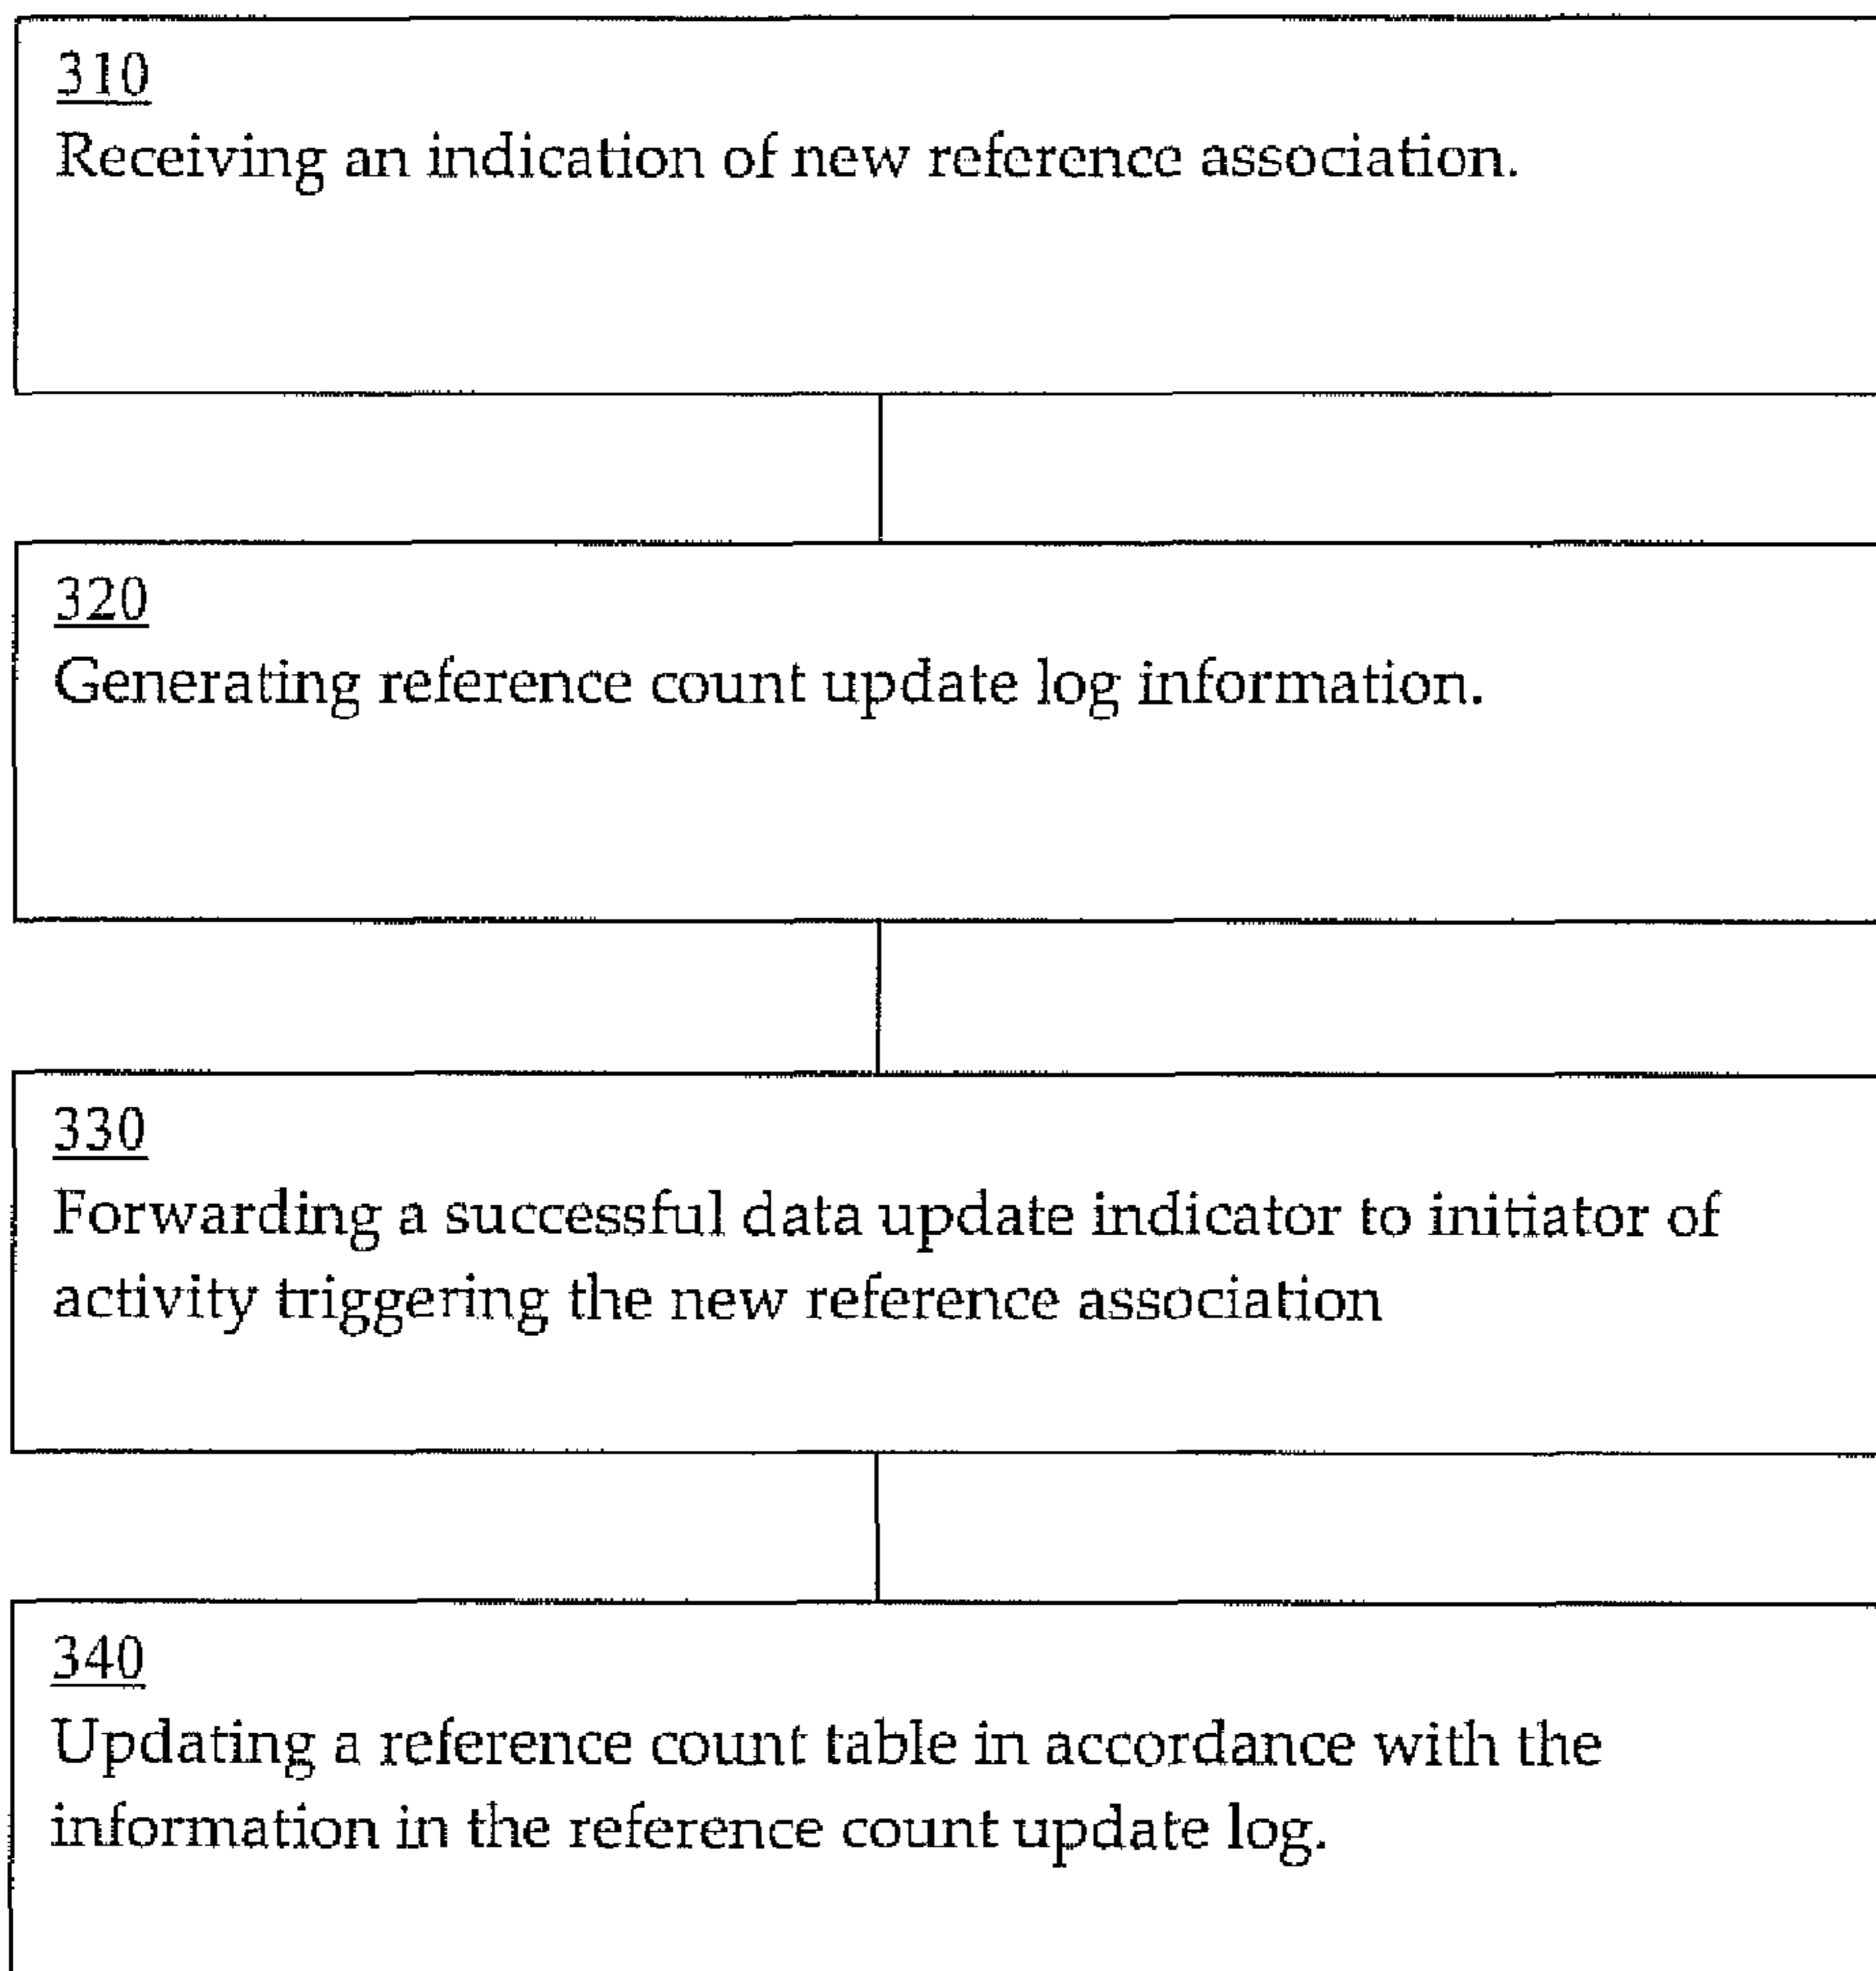 310
Receiving an indication of new reference association.
320
Generating reference count update log information.
330
Forwarding a successful data update indicator to initiator of
activity triggering the new reference association
340
Updating a reference count table in accordance with the
information in the reference count update log.